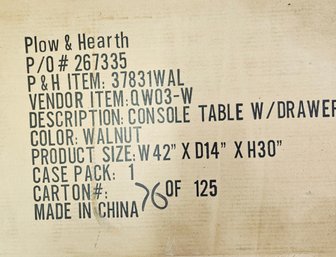 Plow & Hearth
P/O # 267335
P & H ITEM: 37831WAL
VENDOR ITEM: QW03-W
DESCRIPTION: CONSOLE TABLE W/DRAWER
COLOR: WALNUT
PRODUCT SIZE: W42" X D14" X H30"
CASE PACK: 1
CARTON#: 76 OF 125
MADE IN CHINA